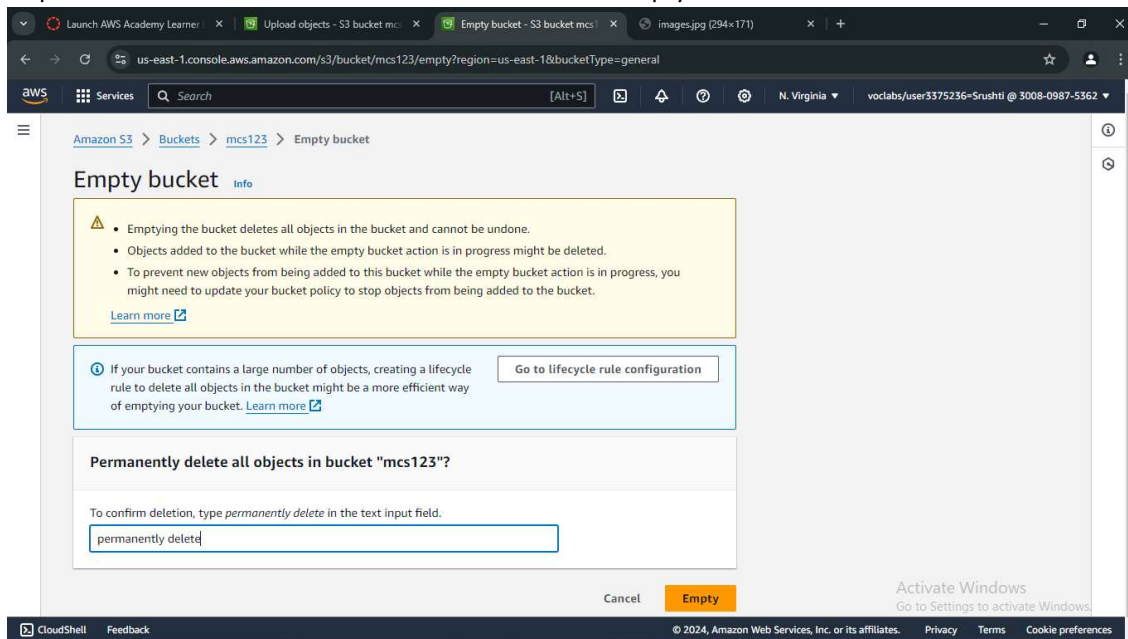 Launch AWS Academy Learner
Upload objects - S3 bucket mcs
Empty bucket - S3 bucket mcs1
images.jpg (294×171)
us-east-1.console.aws.amazon.com/s3/bucket/mcs123/empty?region=us-east-1&bucketType=general
aws
Services
Search
[Alt+S]
N. Virginia
voclabs/user3375236=Srushti @ 3008-0987-5362
Amazon S3 > Buckets > mcs123 > Empty bucket
Empty bucket Info
• Emptying the bucket deletes all objects in the bucket and cannot be undone.
• Objects added to the bucket while the empty bucket action is in progress might be deleted.
• To prevent new objects from being added to this bucket while the empty bucket action is in progress, you
might need to update your bucket policy to stop objects from being added to the bucket.
Learn more
If your bucket contains a large number of objects, creating a lifecycle
rule to delete all objects in the bucket might be a more efficient way
of emptying your bucket. Learn more
Go to lifecycle rule configuration
Permanently delete all objects in bucket "mcs123"?
To confirm deletion, type permanently delete in the text input field.
permanently delete
Cancel
Empty
Activate Windows
Go to Settings to activate Windows.
CloudShell
Feedback
© 2024, Amazon Web Services, Inc. or its affiliates.
Privacy
Terms
Cookie preferences